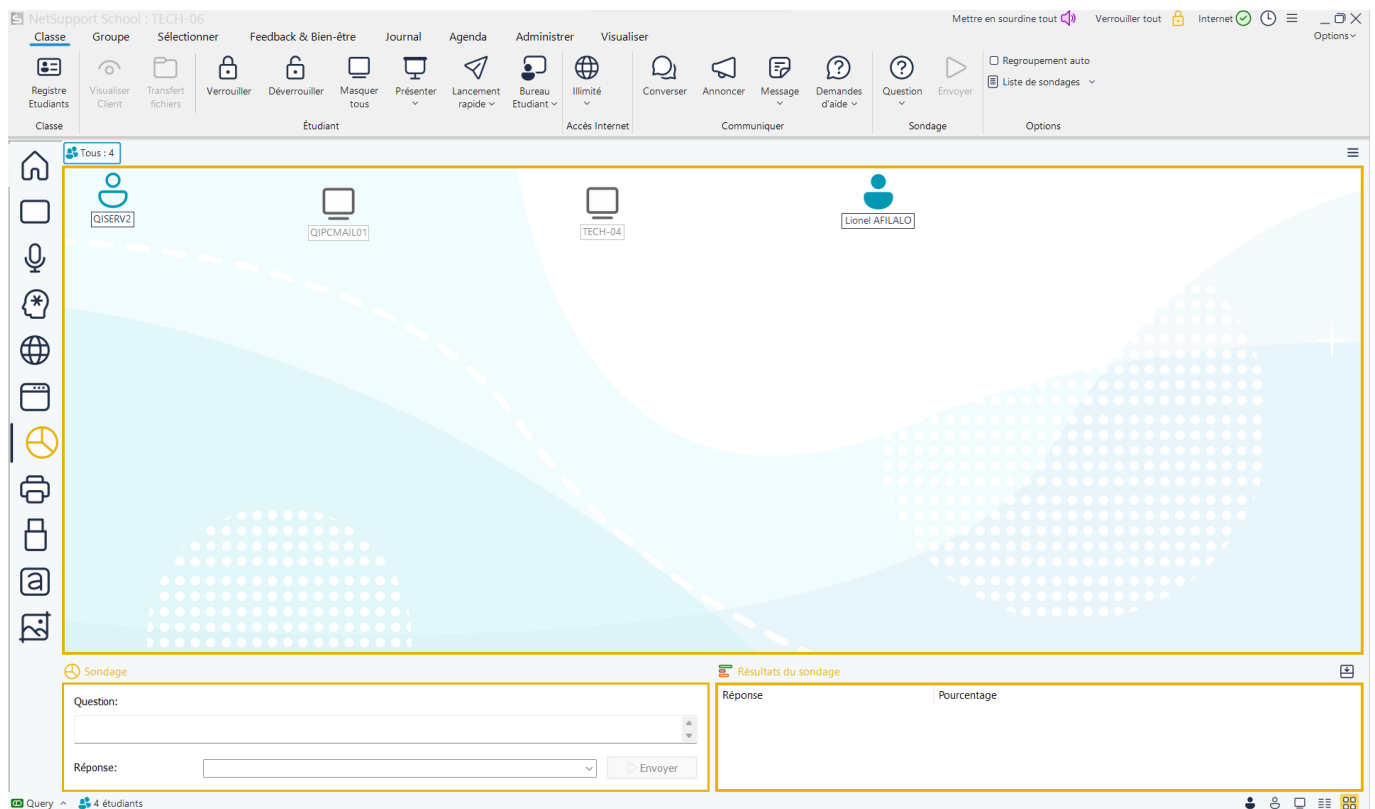 NetSupport School : TECH-06
Mettre en sourdine tout
Verrouiller tout
Internet
Classe Groupe Sélectionner Feedback & Bien-être Journal Agenda Administrer Visualiser
Options
Registre Etudiants
Visualiser Client
Transfert fichiers
Verrouiller
Déverrouiller
Masquer tous
Présenter
Lancement rapide
Bureau Etudiant
Illimité
Converser
Annoncer
Message
Demandes d'aide
Question
Envoyer
Regroupement auto
Liste de sondages
Classe
Étudiant
Accès Internet
Communiquer
Sondage
Options
Tous : 4
QISERV2
QIPCMAIL01
TECH-04
Lionel AFILALO
a
Sondage
Résultats du sondage
Question:
Réponse
Pourcentage
Réponse:
Envoyer
Query
4 étudiants